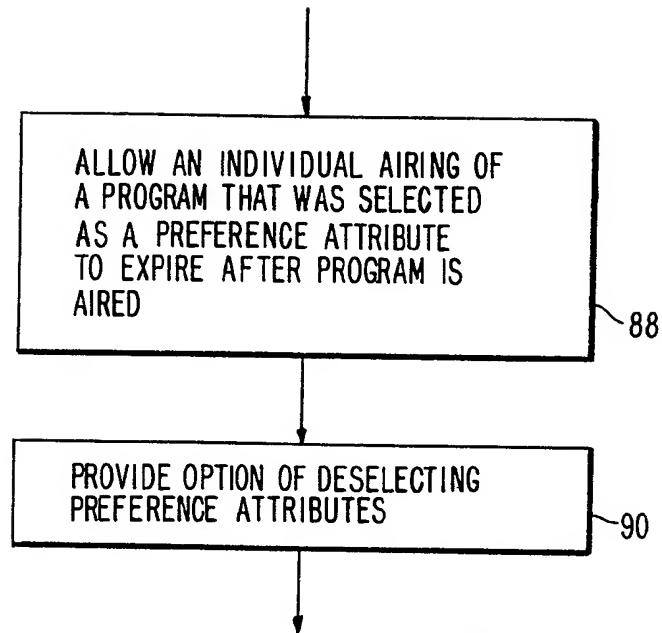 ALLOW AN INDIVIDUAL AIRING OF
A PROGRAM THAT WAS SELECTED
AS A PREFERENCE ATTRIBUTE
TO EXPIRE AFTER PROGRAM IS
AIRED
88
PROVIDE OPTION OF DESELECTING
PREFERENCE ATTRIBUTES
90